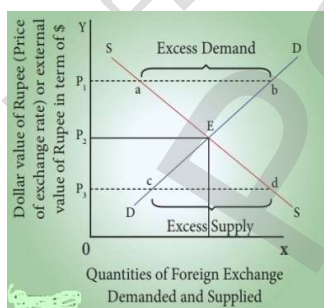 Y
S
Excess Demand
D
P1
a
b
E
P2
P3
c
d
D
S
Excess Supply
0
x
Dollar value of Rupee (Price
of exchange rate) or external
value of Rupee in term of $
Quantities of Foreign Exchange
Demanded and Supplied